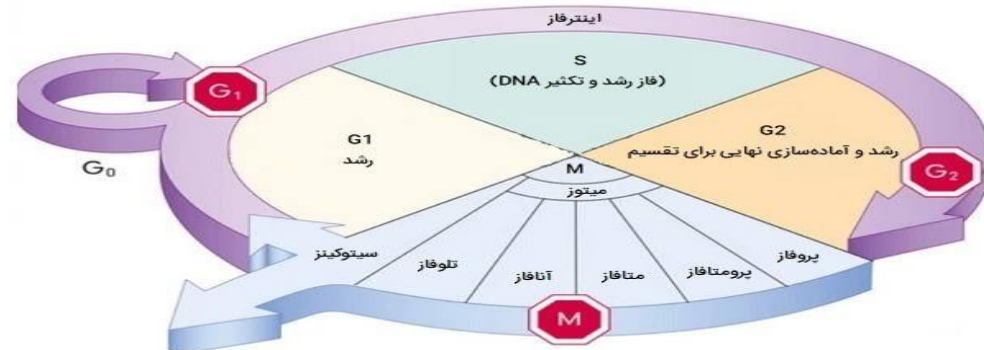 اینترفاز
S
(فاز رشد و تکثیر DNA)
G₁
G1
رشد
G2
رشد و آماده‌سازی نهایی برای تقسیم
G₂
G₀
M
میتوز
سیتوکینز
تلوفاز
آنافاز
متافاز
پرومتافاز
پروفاز
M